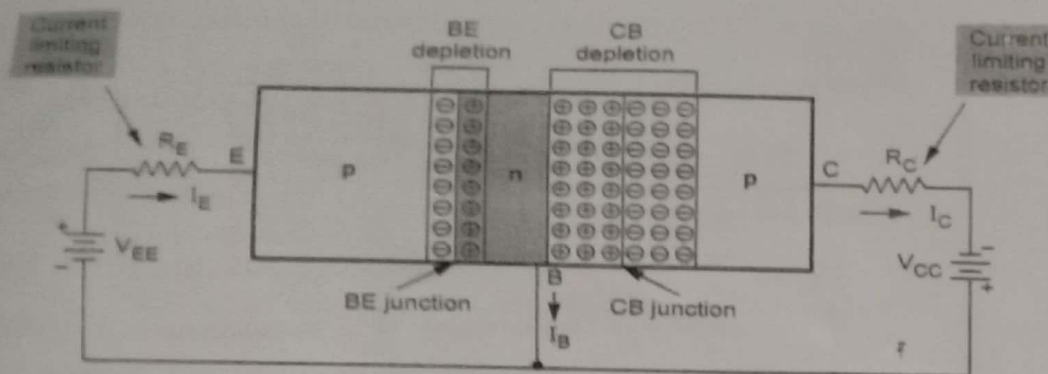 Current
limiting
resistor
BE
depletion
CB
depletion
Current
limiting
resistor
R_E
E
p
n
p
C
R_C
I_E
I_C
+
V_EE
−
−
V_CC
+
BE junction
B
CB junction
I_B